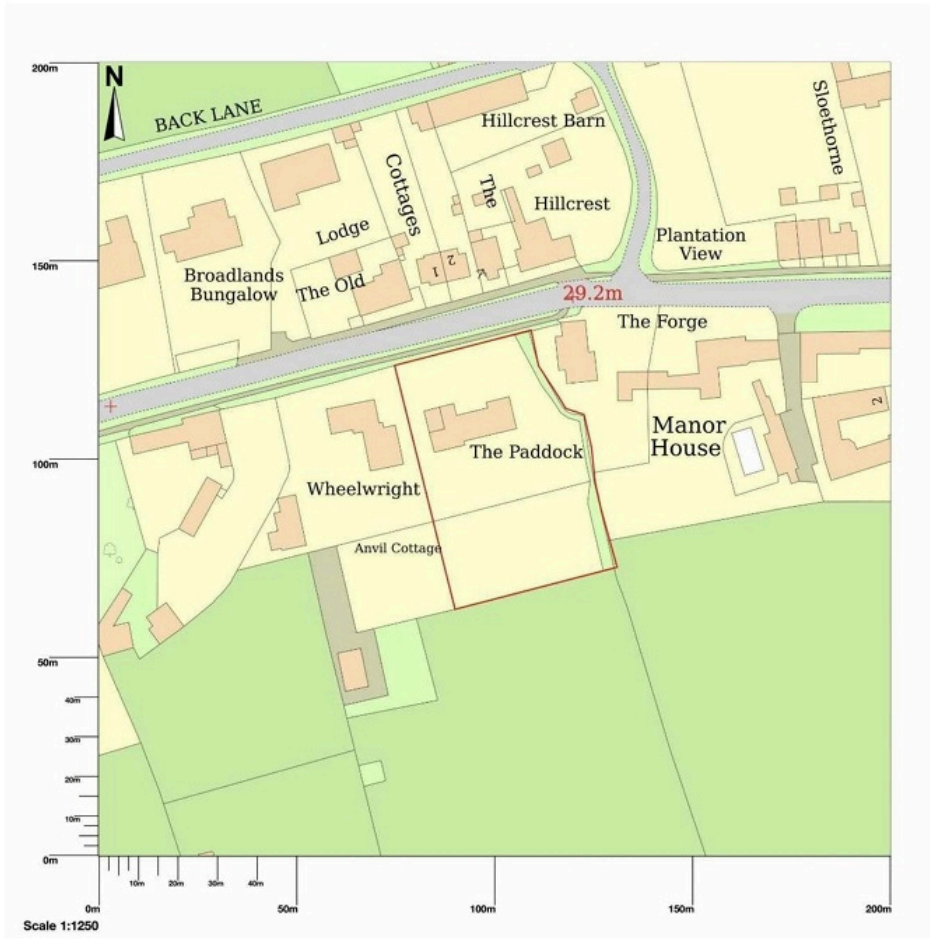 200m
N
BACK LANE
Hillcrest Barn
Sloethorne
Cottages
The
Hillcrest
Lodge
Plantation
View
150m
Broadlands
Bungalow
The Old
1
2
29.2m
The Forge
2
Manor
House
100m
The Paddock
Wheelwright
Anvil Cottage
50m
40m
30m
20m
10m
0m
10m
20m
30m
40m
0m
50m
100m
150m
200m
Scale 1:1250